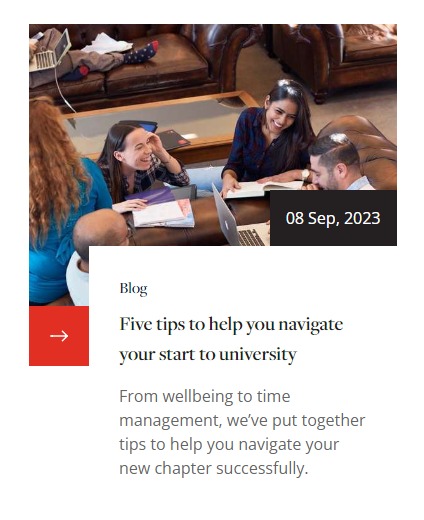 08 Sep, 2023
Blog
Five tips to help you navigate
your start to university
From wellbeing to time
management, we’ve put together
tips to help you navigate your
new chapter successfully.